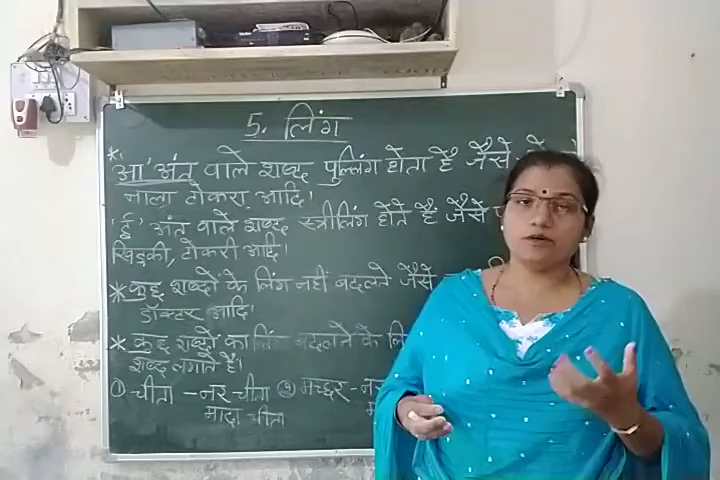 5. लिंग
* 'आ' अंत वाले शब्द पुल्लिंग होता है जैसे
नाला टोकरा आदि।
'ई' अंत वाले शब्द स्त्रीलिंग होते है जैसे
खिड़की, टोकरी आदि।
* कुछ शब्दों के लिंग नहीं बदलते जैसे
डॉक्टर आदि।
* कुछ शब्दों का लिंग बदलने के
शब्द लगाते है।
① चीता - नर चीता ② मच्छर - नर
मादा चीता